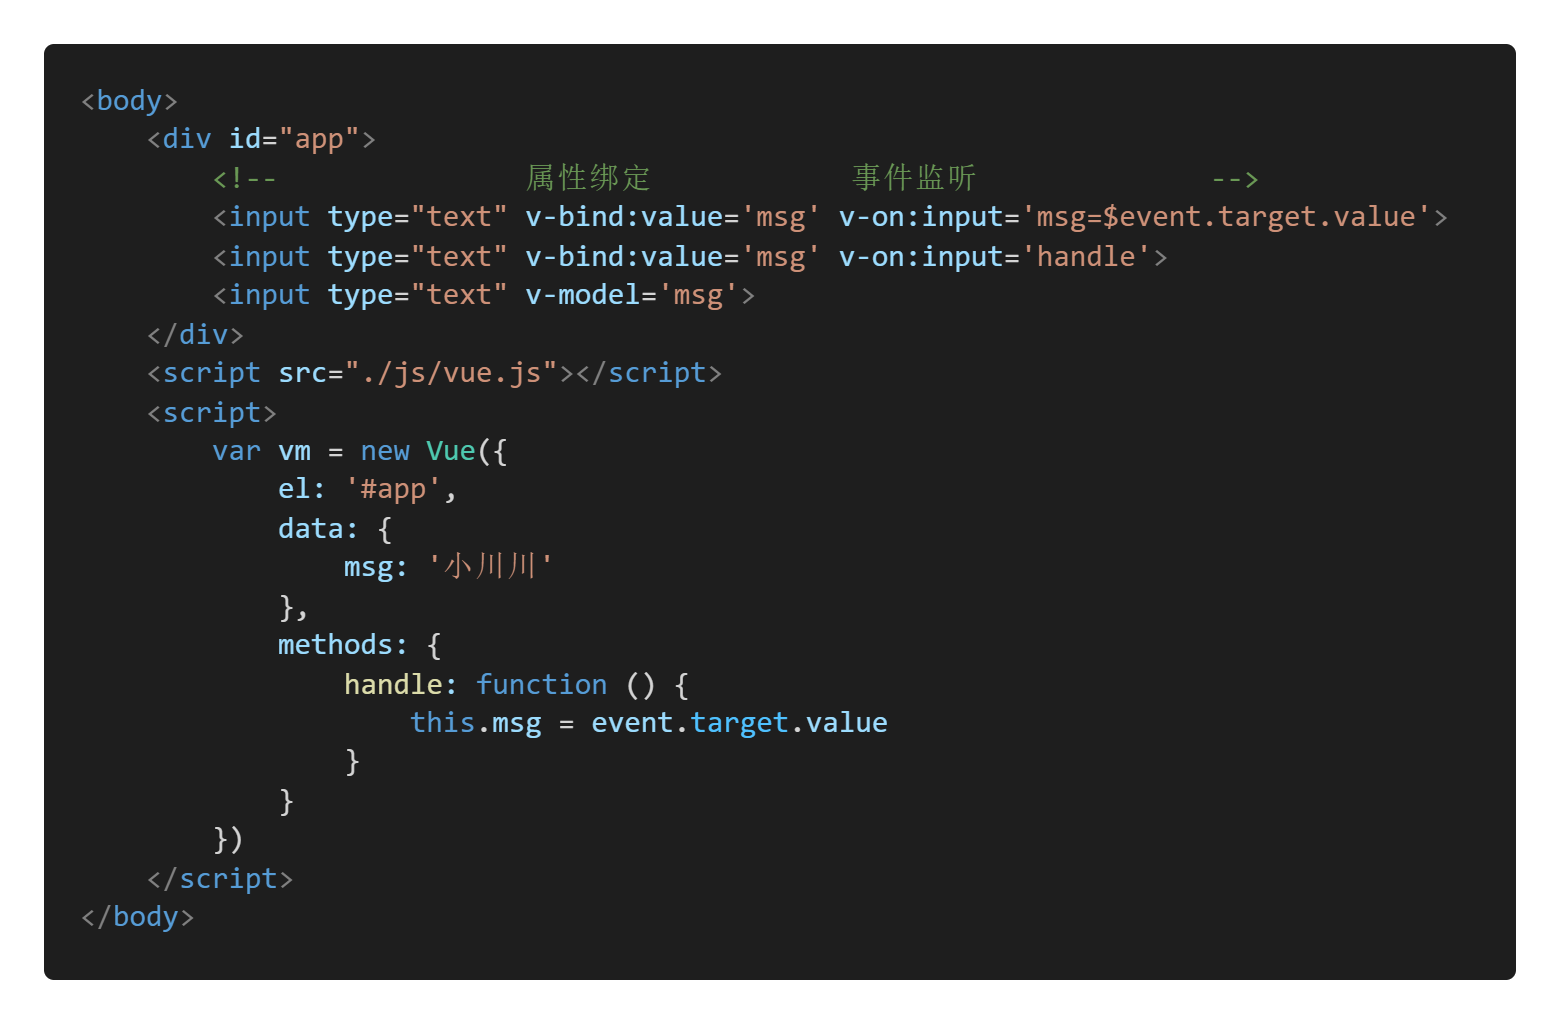 <body>
    <div id="app">
        <!--               属性绑定            事件监听              -->
        <input type="text" v-bind:value='msg' v-on:input='msg=$event.target.value'>
        <input type="text" v-bind:value='msg' v-on:input='handle'>
        <input type="text" v-model='msg'>
    </div>
    <script src="./js/vue.js"></script>
    <script>
        var vm = new Vue({
            el: '#app',
            data: {
                msg: '小川川'
            },
            methods: {
                handle: function () {
                    this.msg = event.target.value
                }
            }
        })
    </script>
</body>